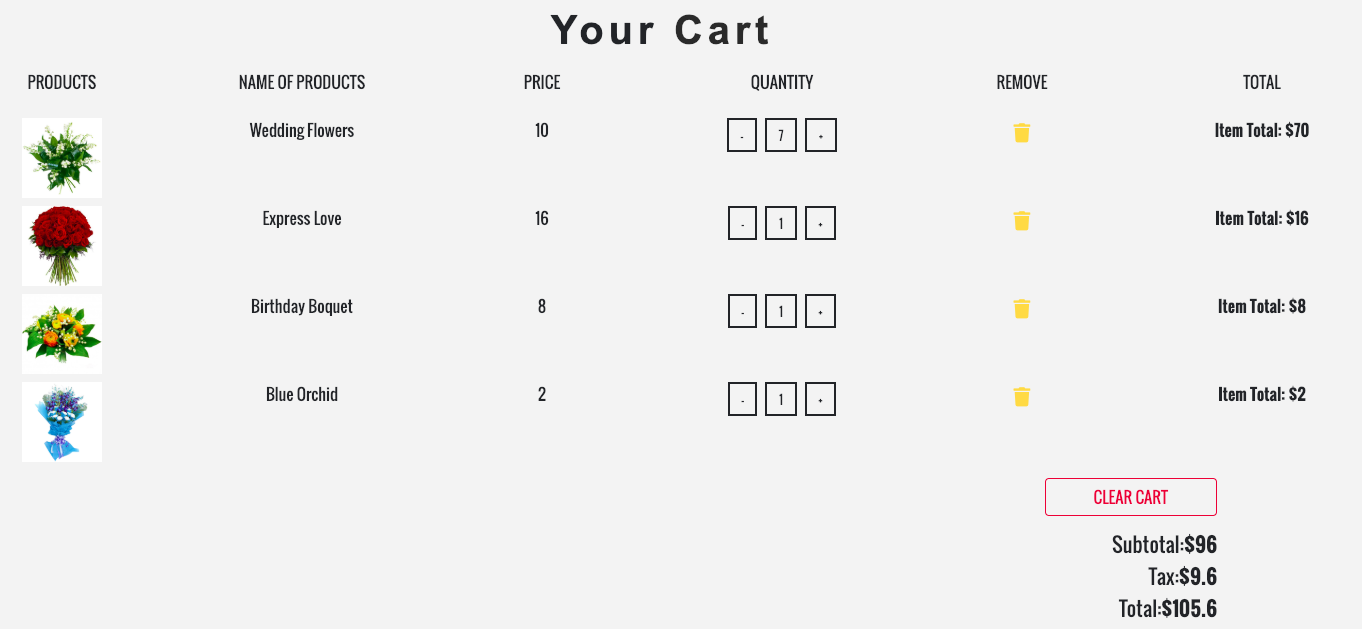 Your Cart
PRODUCTS NAME OF PRODUCTS PRICE QUANTITY REMOVE TOTAL
Wedding Flowers 10 - 7 + Item Total: $70
Express Love 16 - 1 + Item Total: $16
Birthday Boquet 8 - 1 + Item Total: $8
Blue Orchid 2 - 1 + Item Total: $2
CLEAR CART
Subtotal:$96
Tax:$9.6
Total:$105.6